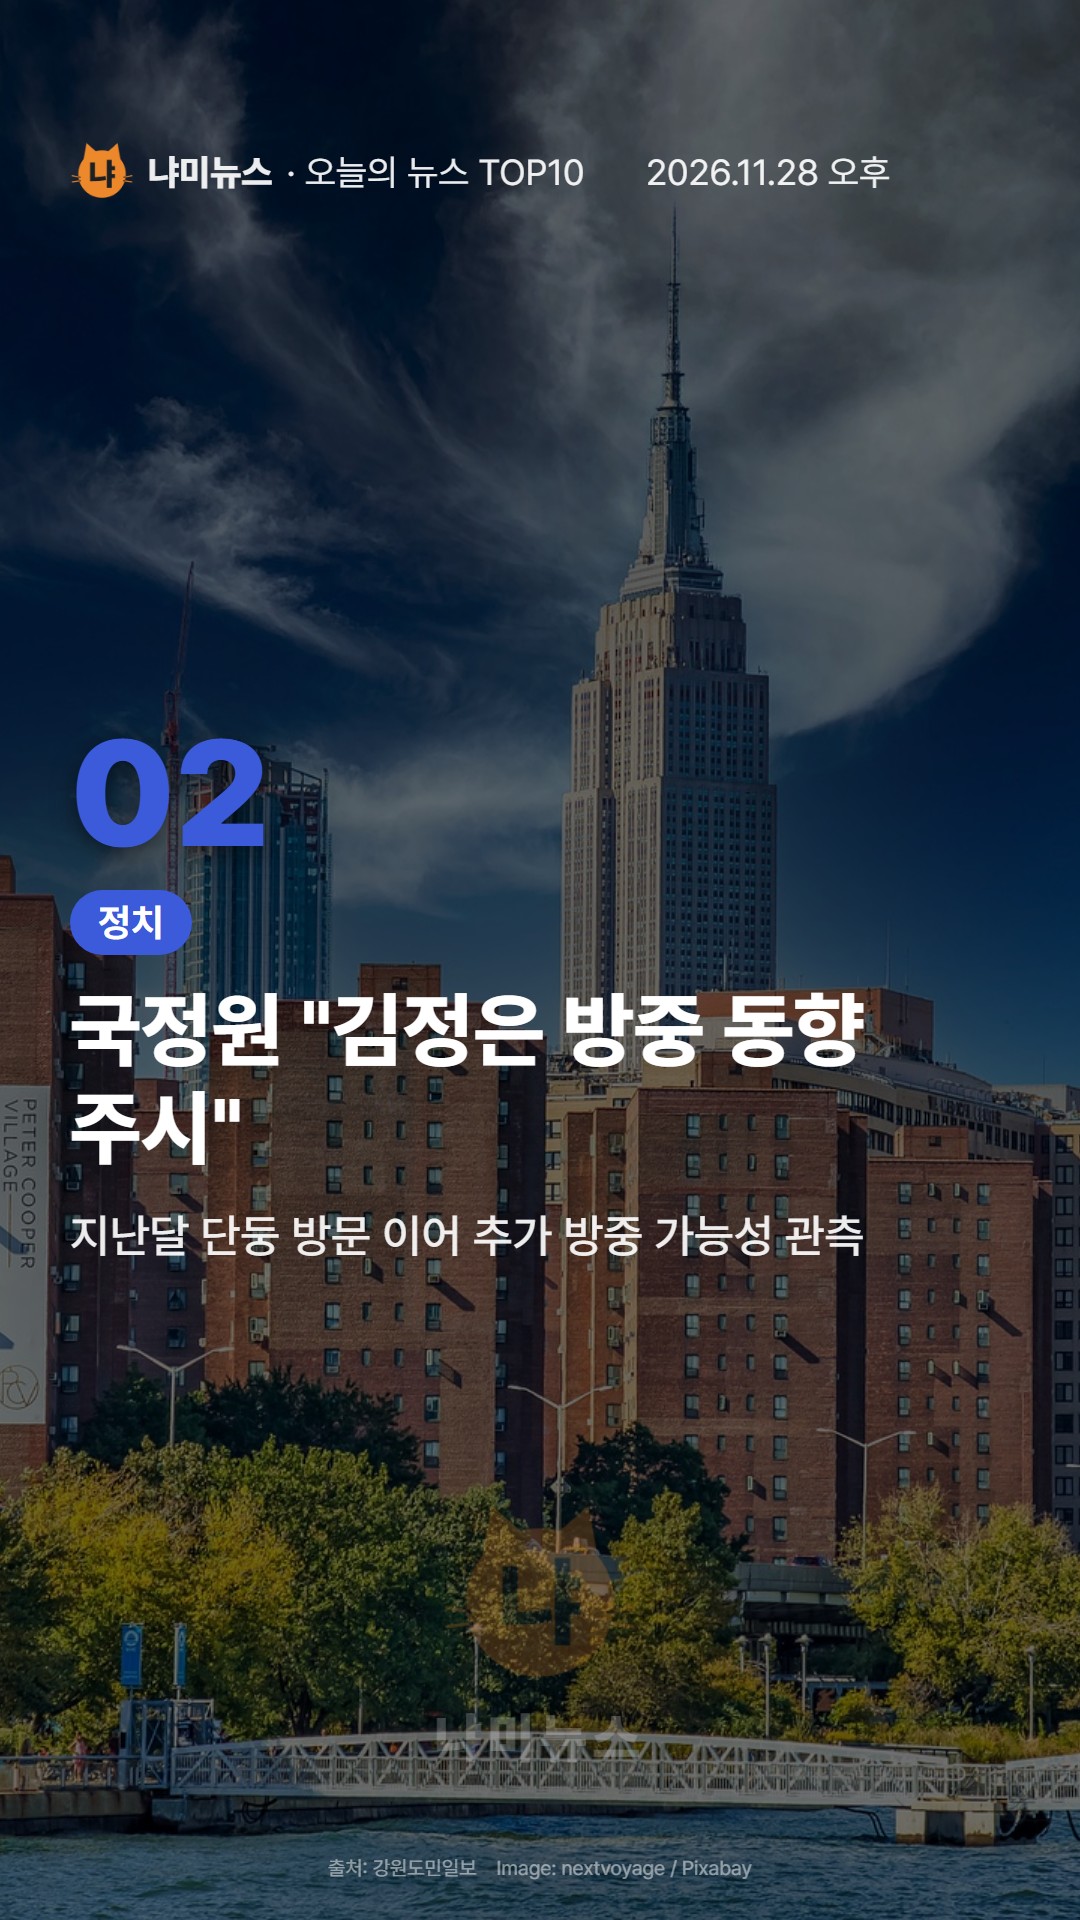 냐 냐미뉴스 · 오늘의 뉴스 TOP10 2026.11.28 오후
02
정치
국정원 "김정은 방중 동향
주시"
지난달 단둥 방문 이어 추가 방중 가능성 관측
PETER COOPER
VILLAGE
냐
냐미뉴스
출처: 강원도민일보 Image: nextvoyage / Pixabay